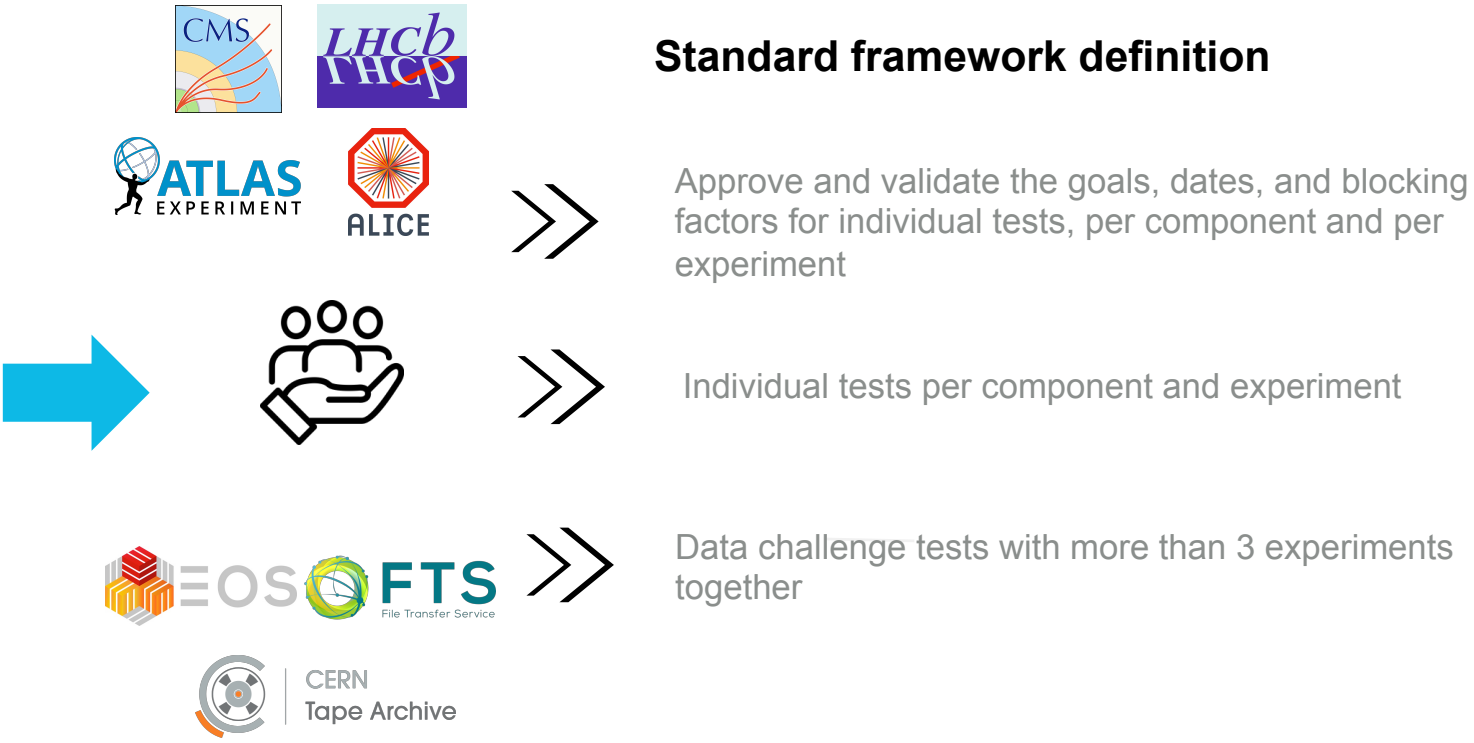 CMS
LHCb
LHCb
Standard framework definition
ATLAS
EXPERIMENT
ALICE
Approve and validate the goals, dates, and blocking
factors for individual tests, per component and per
experiment
Individual tests per component and experiment
EOS
FTS
File Transfer Service
Data challenge tests with more than 3 experiments
together
CERN
Tape Archive